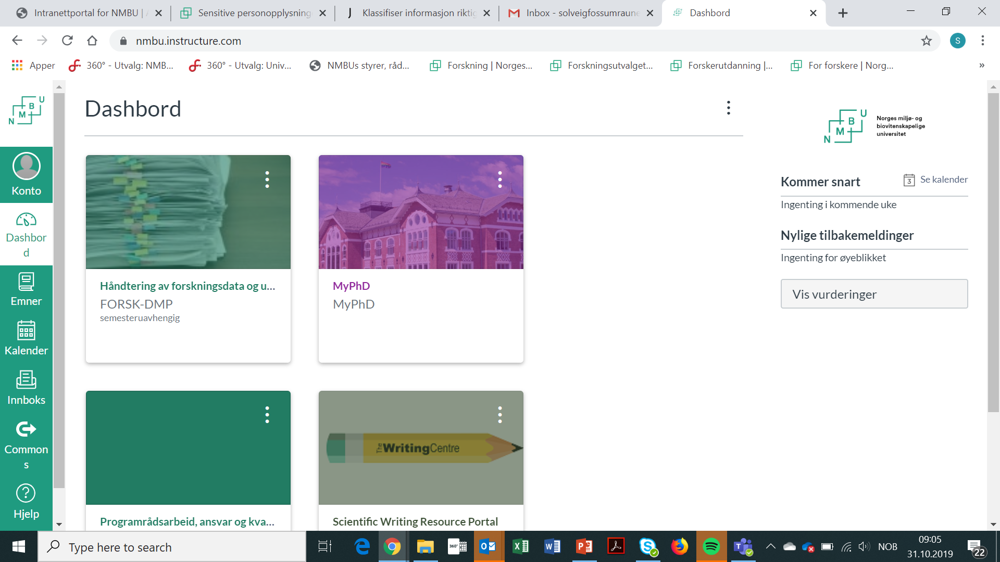 Intranettportal for NMBU | A
Sensitive personopplysning
Klassifiser informasjon riktig
Inbox - solveigfossumraune
Dashbord
nmbu.instructure.com
S
Apper
360° - Utvalg: NMB...
360° - Utvalg: Univ...
NMBUs styrer, råd...
Forskning | Norges...
Forskningsutvalget...
Forskerutdanning |...
For forskere | Norg...
»
N M B U
Konto
Dashbor
d
Emner
Kalender
Innboks
Common
s
Hjelp
Dashbord
Håndtering av forskningsdata og u...
FORSK-DMP
semesteruavhengig
MyPhD
MyPhD
Programrådsarbeid, ansvar og kva...
The WritingCentre
Scientific Writing Resource Portal
N M B U
Norges miljø- og
biovitenskapelige
universitet
Kommer snart
3 Se kalender
Ingenting i kommende uke
Nylige tilbakemeldinger
Ingenting for øyeblikket
Vis vurderinger
Type here to search
360°
NOB
09:05
31.10.2019
22